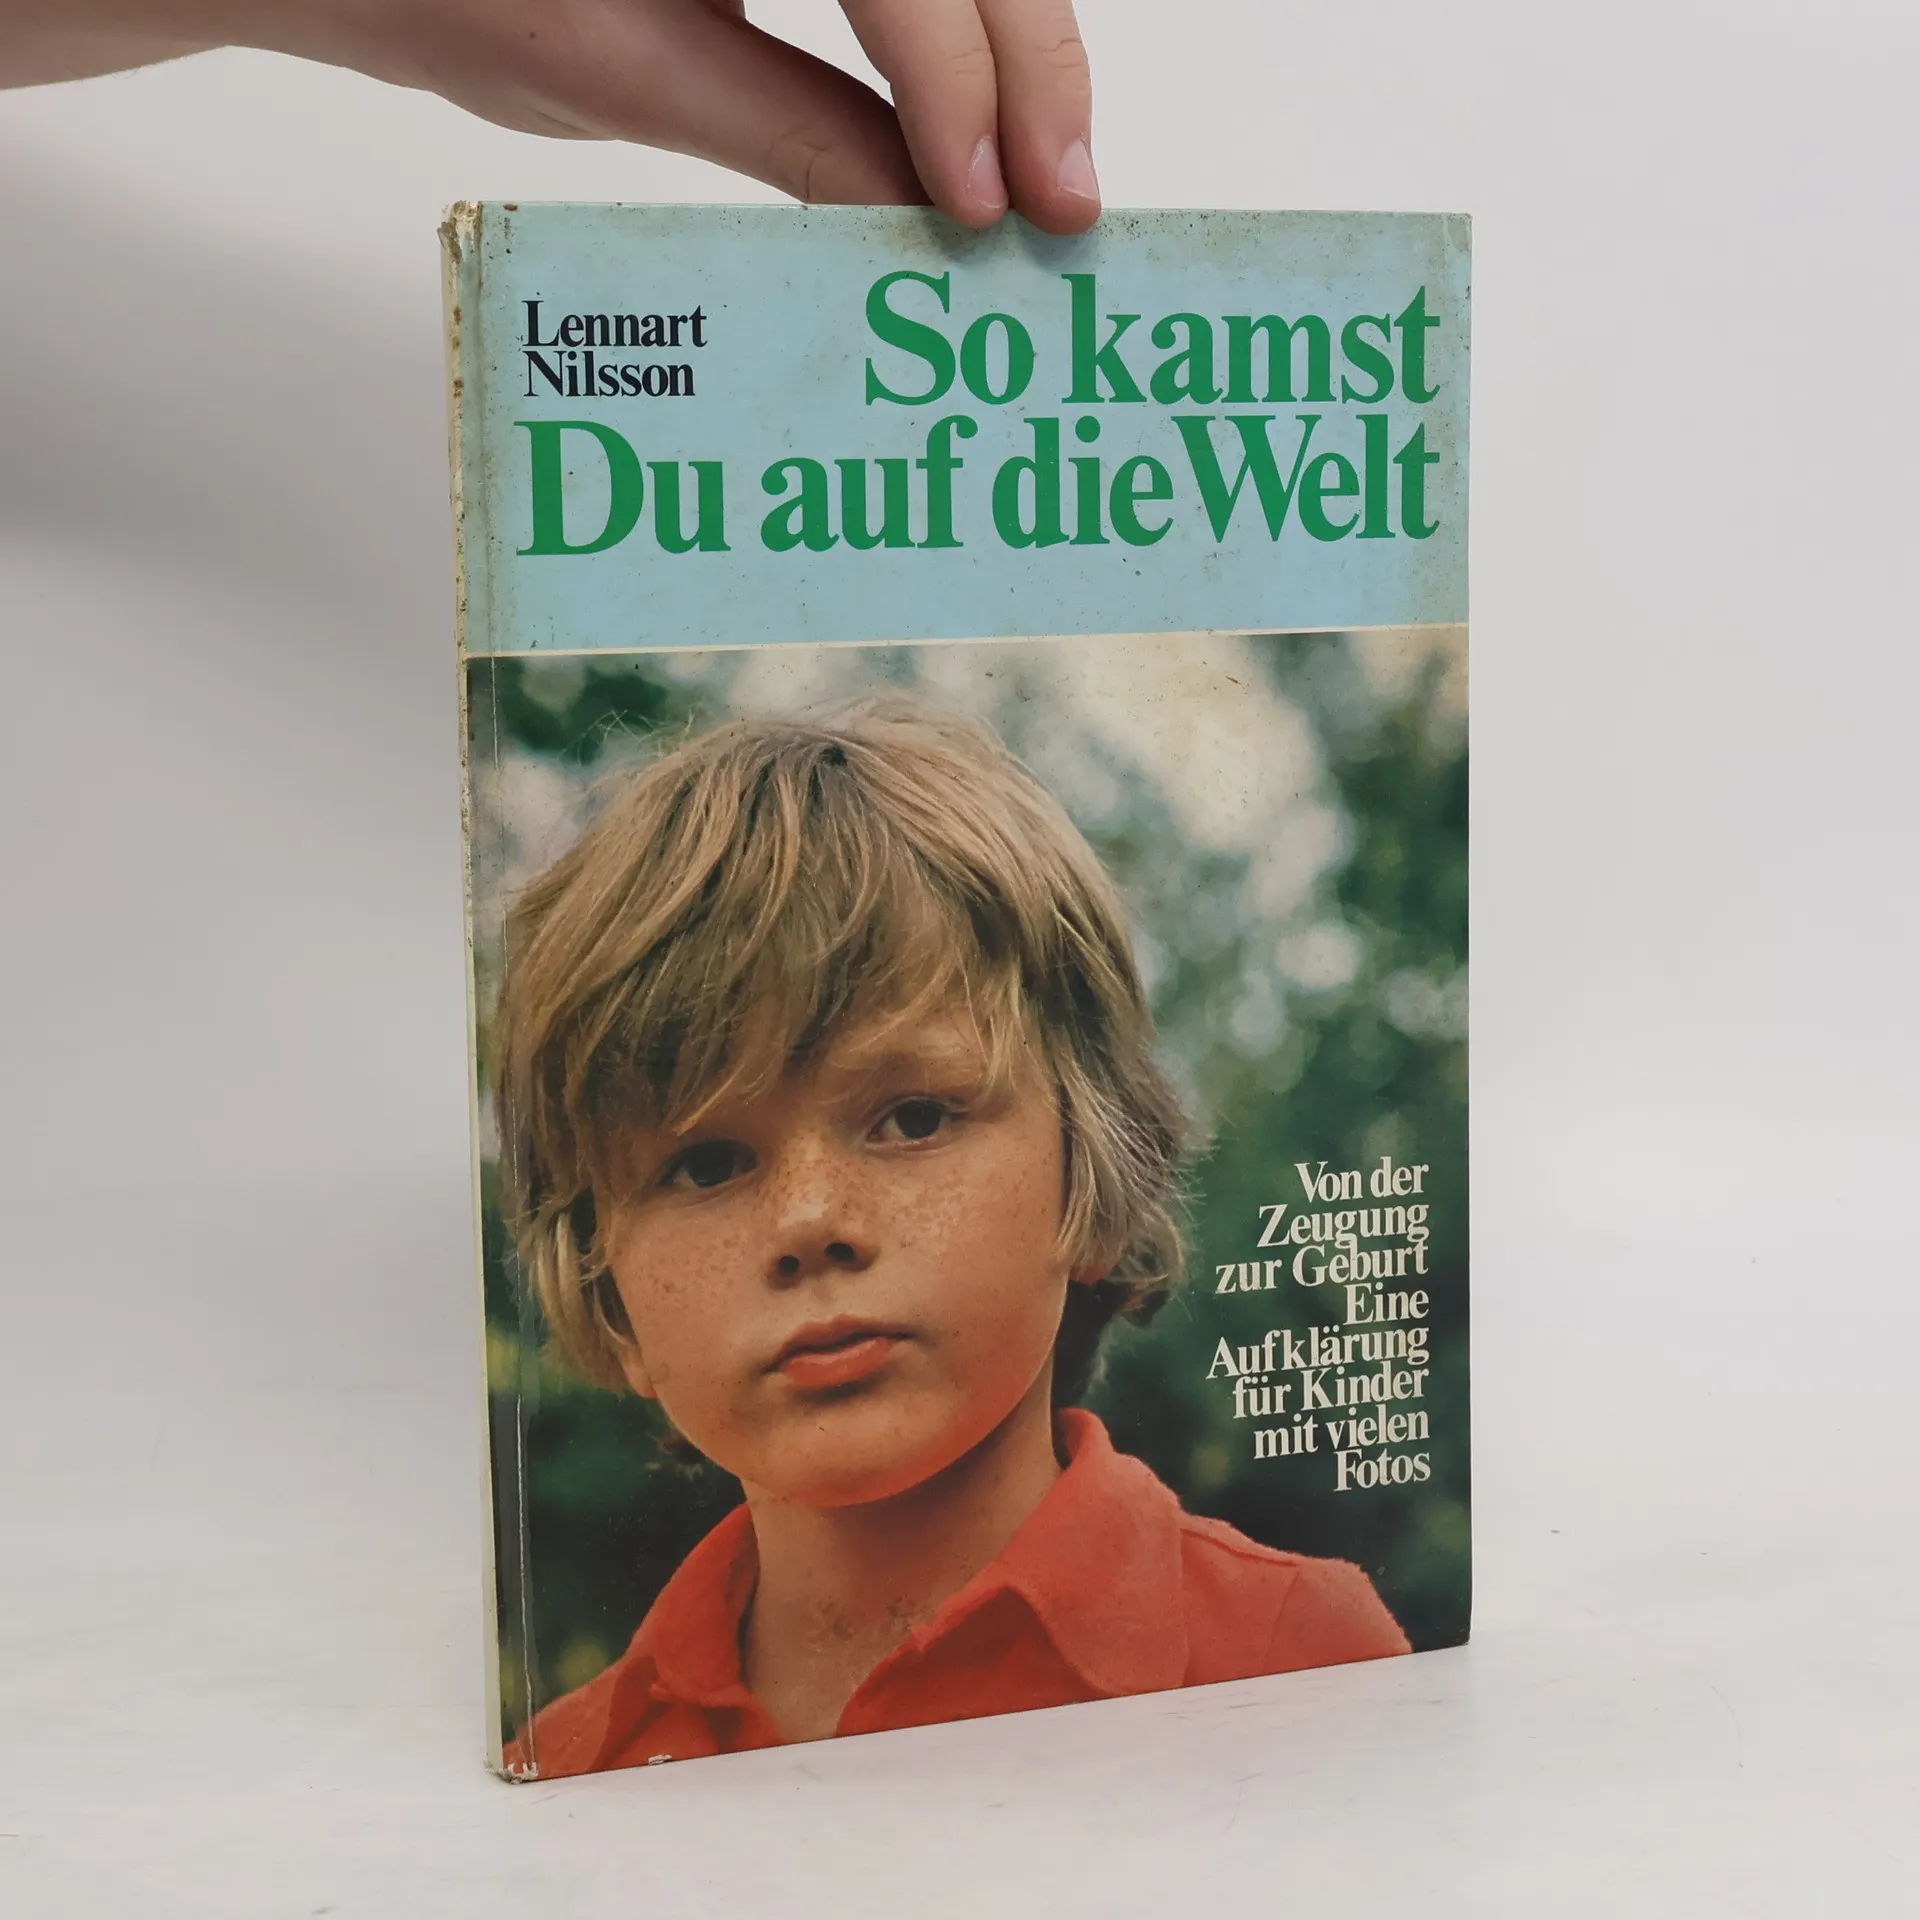 Lennart
Nilsson
So kamst
Du auf die Welt
Von der
Zeugung
zur Geburt
Eine
Aufklärung
für Kinder
mit vielen
Fotos